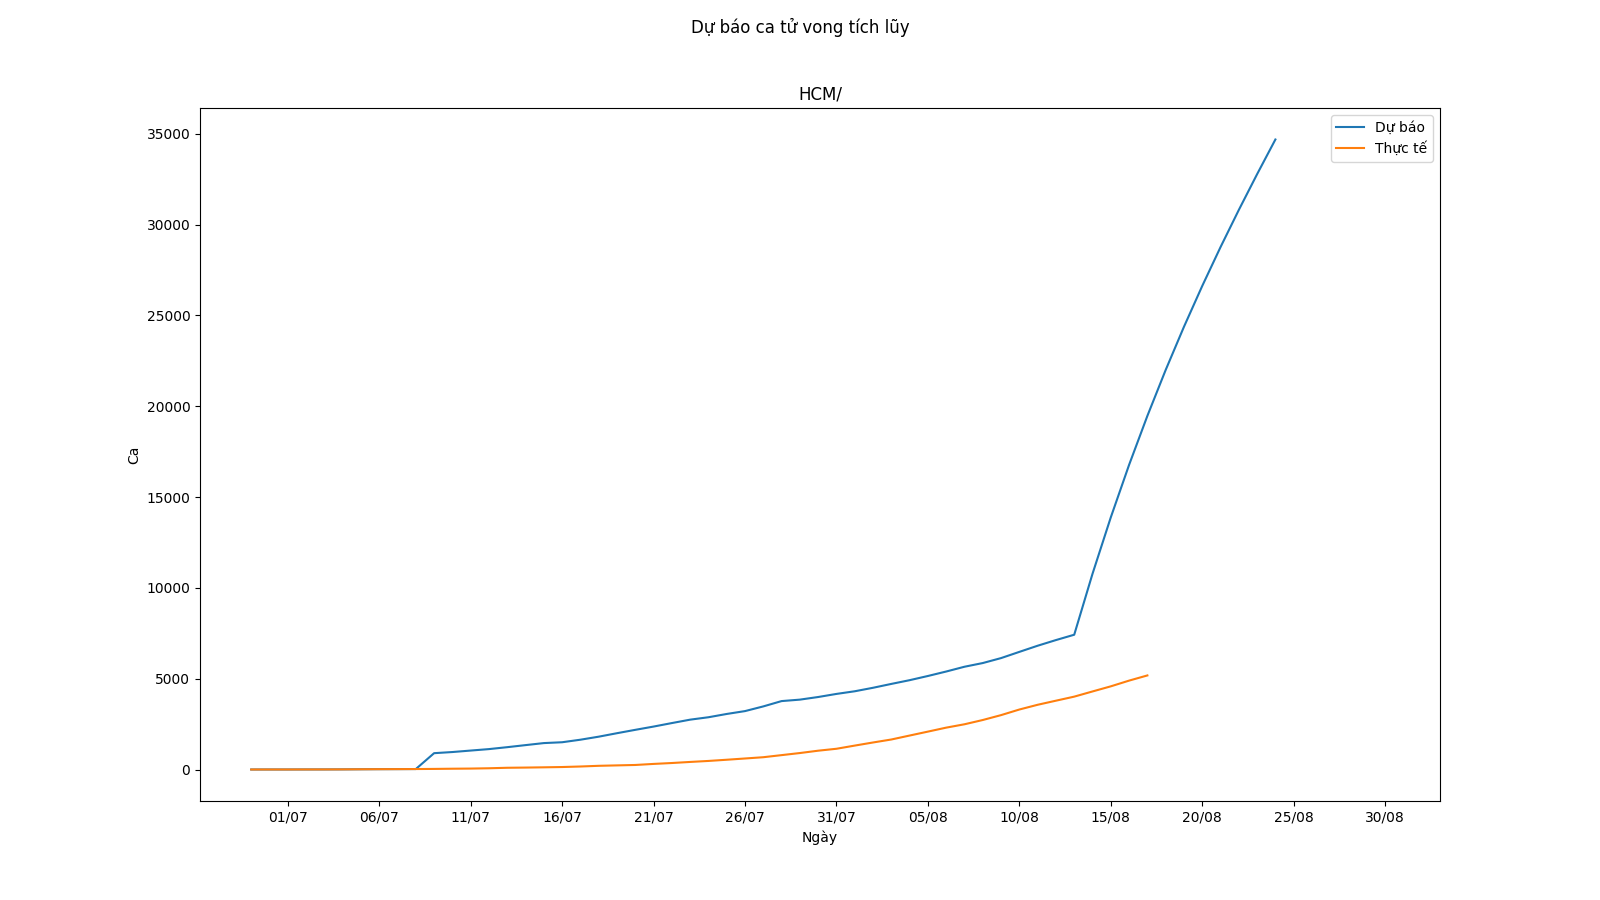 Dự báo ca tử vong tích lũy
HCM/
Dự báo
Thực tế
35000
30000
25000
20000
15000
10000
5000
0
Ca
01/07 06/07 11/07 16/07 21/07 26/07 31/07 05/08 10/08 15/08 20/08 25/08 30/08
Ngày